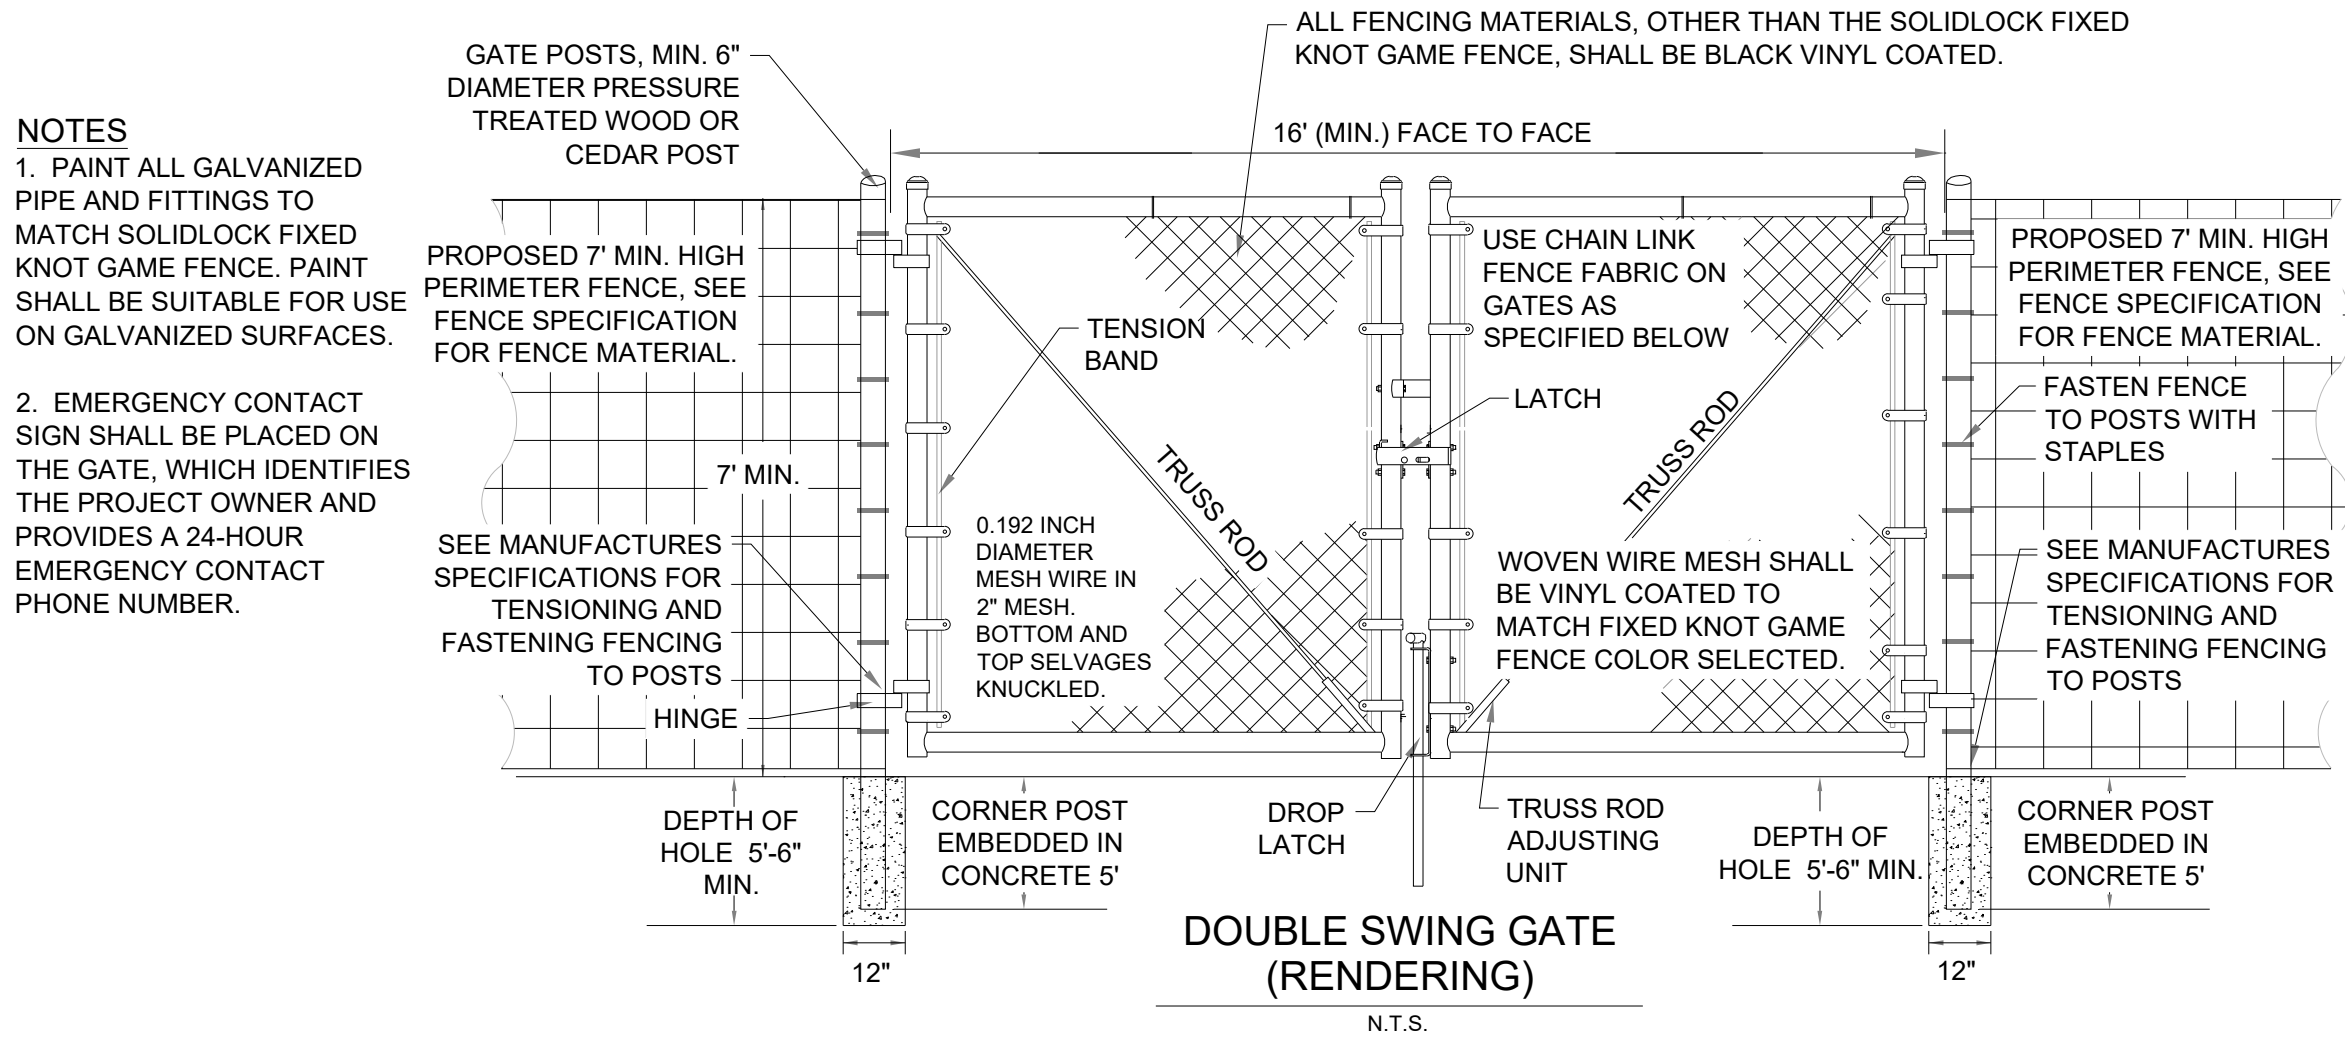 ALL FENCING MATERIALS, OTHER THAN THE SOLIDLOCK FIXED
KNOT GAME FENCE, SHALL BE BLACK VINYL COATED.
GATE POSTS, MIN. 6"
DIAMETER PRESSURE
TREATED WOOD OR
CEDAR POST
NOTES
1. PAINT ALL GALVANIZED
PIPE AND FITTINGS TO
MATCH SOLIDLOCK FIXED
KNOT GAME FENCE. PAINT
SHALL BE SUITABLE FOR USE
ON GALVANIZED SURFACES.
2. EMERGENCY CONTACT
SIGN SHALL BE PLACED ON
THE GATE, WHICH IDENTIFIES
THE PROJECT OWNER AND
PROVIDES A 24-HOUR
EMERGENCY CONTACT
PHONE NUMBER.
16' (MIN.) FACE TO FACE
PROPOSED 7' MIN. HIGH
PERIMETER FENCE, SEE
FENCE SPECIFICATION
FOR FENCE MATERIAL.
TENSION
BAND
USE CHAIN LINK
FENCE FABRIC ON
GATES AS
SPECIFIED BELOW
LATCH
PROPOSED 7' MIN. HIGH
PERIMETER FENCE, SEE
FENCE SPECIFICATION
FOR FENCE MATERIAL.
FASTEN FENCE
TO POSTS WITH
STAPLES
7' MIN.
TRUSS ROD
TRUSS ROD
SEE MANUFACTURES
SPECIFICATIONS FOR
TENSIONING AND
FASTENING FENCING
TO POSTS
HINGE
0.192 INCH
DIAMETER
MESH WIRE IN
2" MESH.
BOTTOM AND
TOP SELVAGES
KNUCKLED.
WOVEN WIRE MESH SHALL
BE VINYL COATED TO
MATCH FIXED KNOT GAME
FENCE COLOR SELECTED.
SEE MANUFACTURES
SPECIFICATIONS FOR
TENSIONING AND
FASTENING FENCING
TO POSTS
DEPTH OF
HOLE 5'-6"
MIN.
CORNER POST
EMBEDDED IN
CONCRETE 5'
DROP
LATCH
TRUSS ROD
ADJUSTING
UNIT
DEPTH OF
HOLE 5'-6" MIN.
CORNER POST
EMBEDDED IN
CONCRETE 5'
12"
12"
DOUBLE SWING GATE
(RENDERING)
N.T.S.